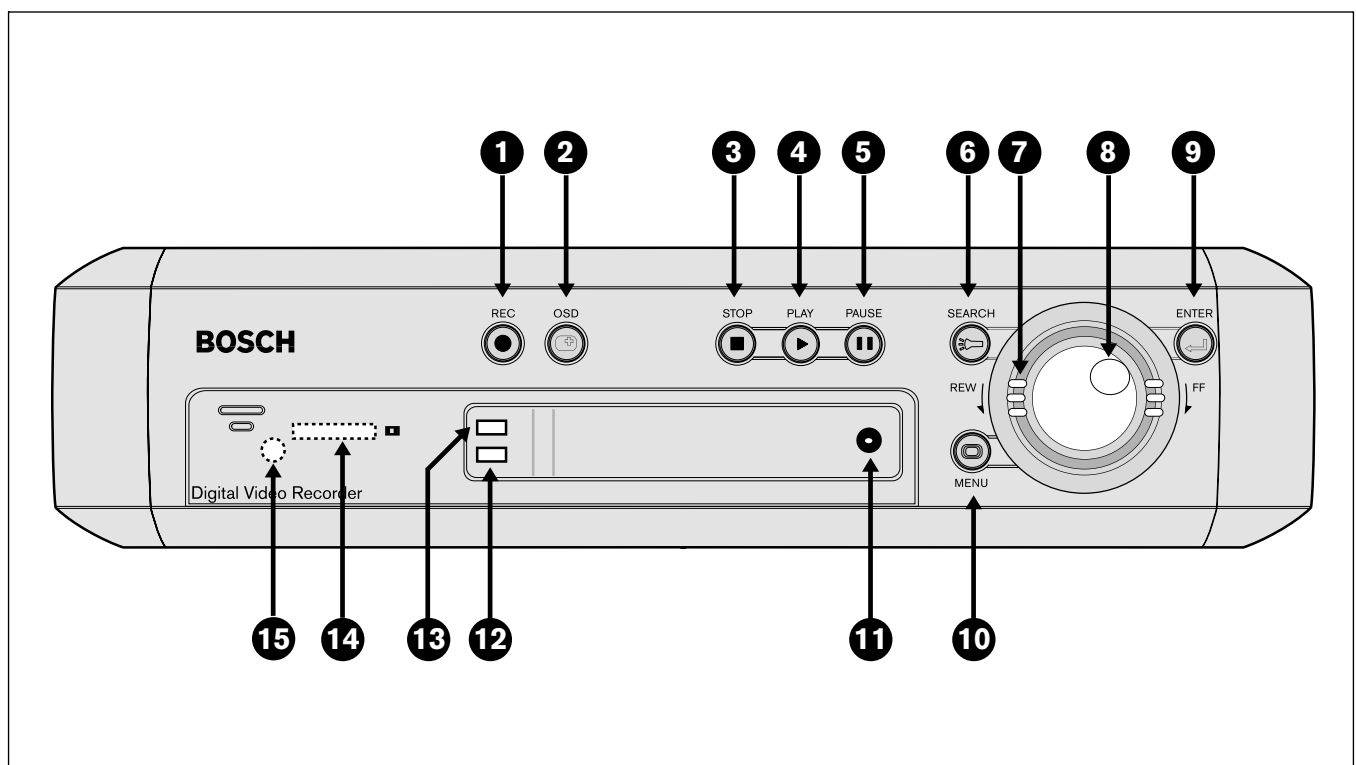 1 2 3 4 5 6 7 8 9
REC OSD STOP PLAY PAUSE SEARCH ENTER
BOSCH
REW FF
Digital Video Recorder
MENU
15 14 13 12 11 10